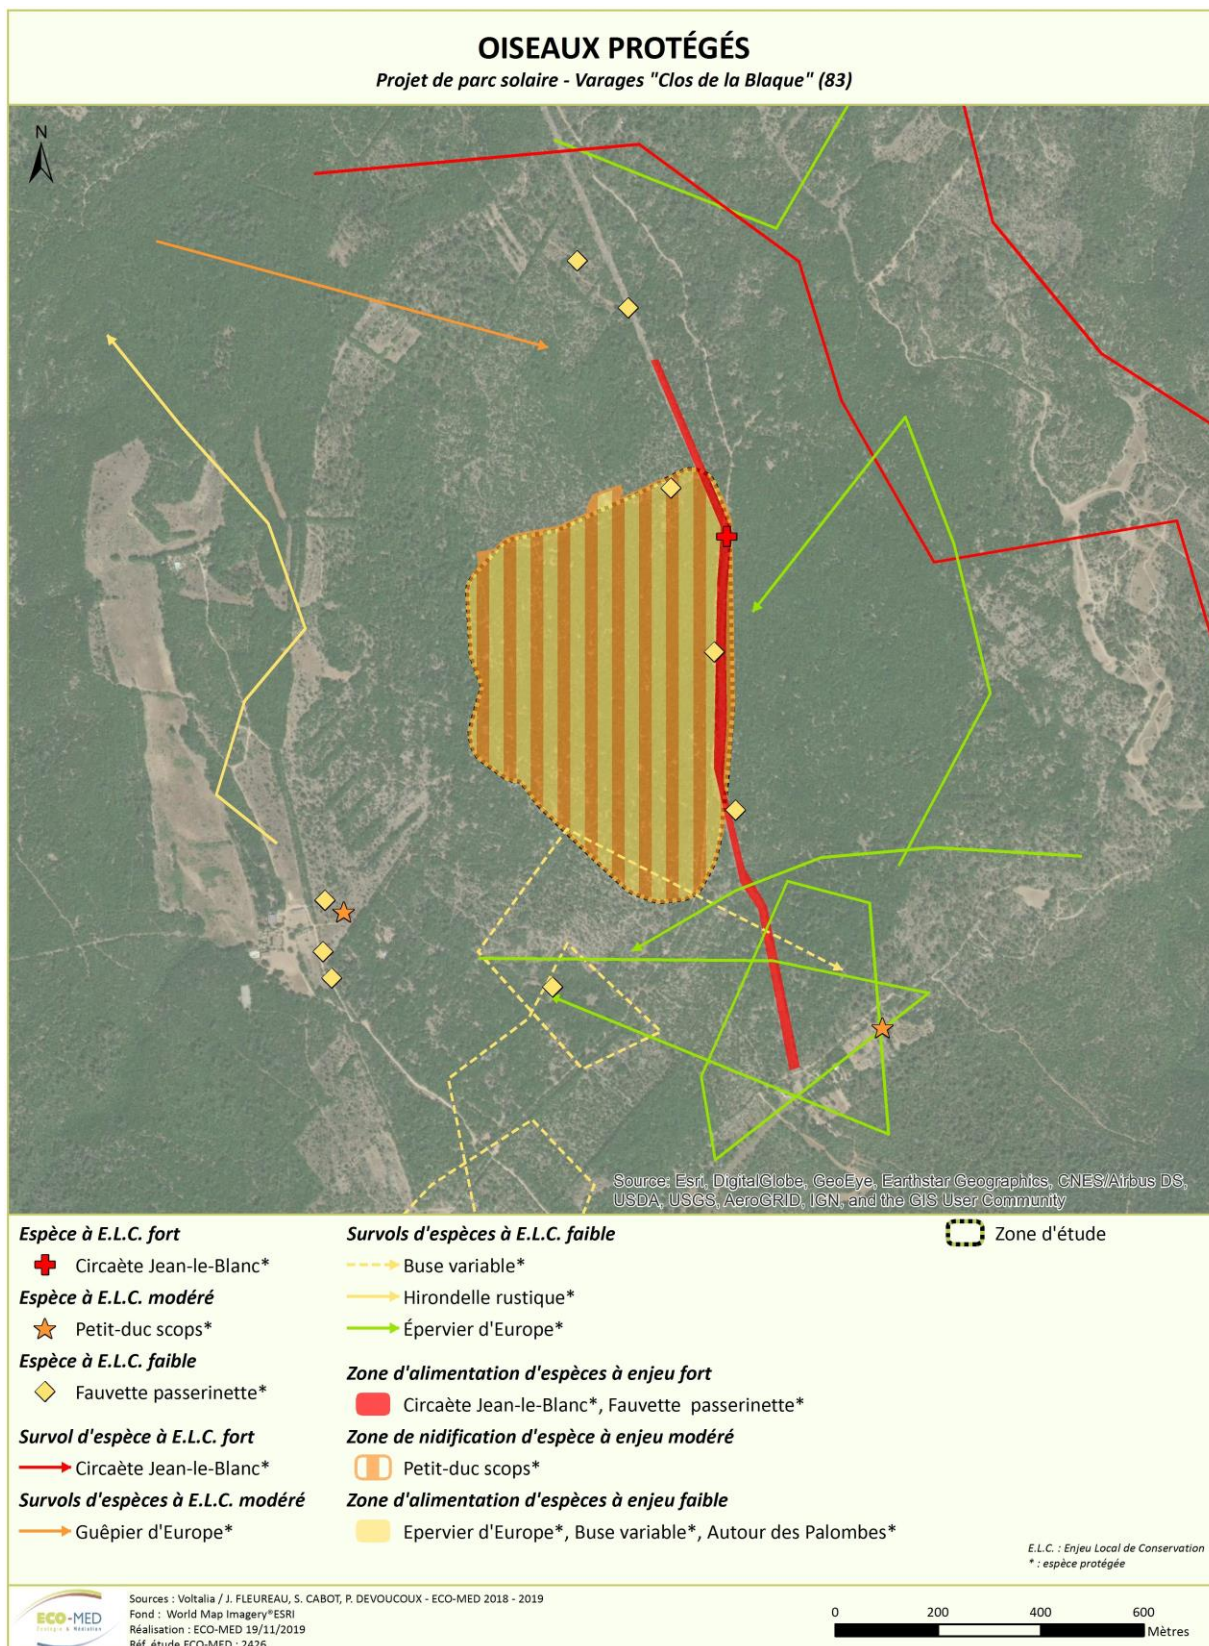 OISEAUX PROTÉGÉS
Projet de parc solaire - Varages "Clos de la Blaque" (83)
N
Source: Esri, DigitalGlobe, GeoEye, Earthstar Geographics, CNES/Airbus DS,
USDA, USGS, AeroGRID, IGN, and the GIS User Community
Espèce à E.L.C. fort
Circaète Jean-le-Blanc*
Espèce à E.L.C. modéré
Petit-duc scops*
Espèce à E.L.C. faible
Fauvette passerinette*
Survol d'espèce à E.L.C. fort
Circaète Jean-le-Blanc*
Survols d'espèces à E.L.C. modéré
Guêpier d'Europe*
Survols d'espèces à E.L.C. faible
Buse variable*
Hirondelle rustique*
Épervier d'Europe*
Zone d'alimentation d'espèces à enjeu fort
Circaète Jean-le-Blanc*, Fauvette passerinette*
Zone de nidification d'espèce à enjeu modéré
Petit-duc scops*
Zone d'alimentation d'espèces à enjeu faible
Epervier d'Europe*, Buse variable*, Autour des Palombes*
Zone d'étude
E.L.C. : Enjeu Local de Conservation
* : espèce protégée
ECO-MED
Ecologie & Médiation
Sources : Voltalia / J. FLEUREAU, S. CABOT, P. DEVOUCOUX - ECO-MED 2018 - 2019
Fond : World Map Imagery®ESRI
Réalisation : ECO-MED 19/11/2019
Réf. étude ECO-MED : 2426
0 200 400 600
Mètres